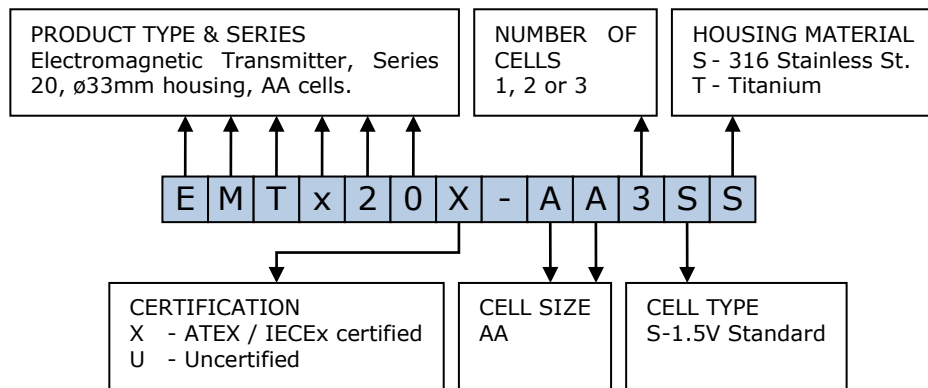 PRODUCT TYPE & SERIES
Electromagnetic Transmitter, Series
20, ø33mm housing, AA cells.
NUMBER OF
CELLS
1, 2 or 3
HOUSING MATERIAL
S - 316 Stainless St.
T - Titanium
E M T x 2 0 X - A A 3 S S
CERTIFICATION
X - ATEX / IECEx certified
U - Uncertified
CELL SIZE
AA
CELL TYPE
S-1.5V Standard